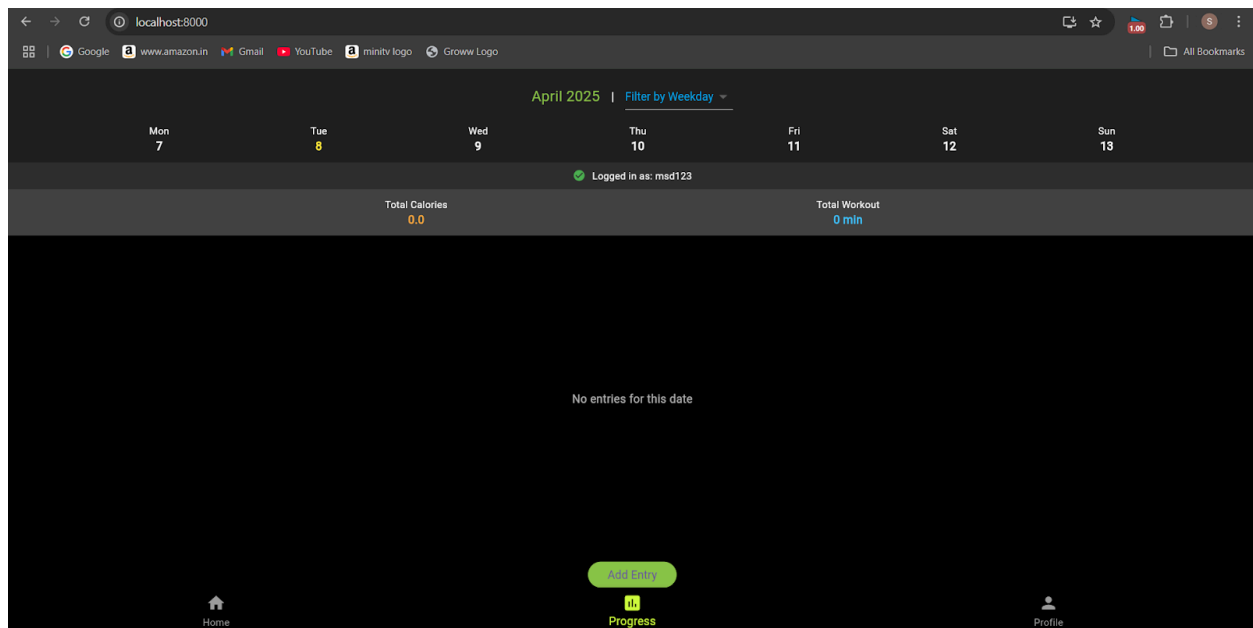 localhost:8000
1.00
S
Google www.amazon.in Gmail YouTube minitv logo Groww Logo All Bookmarks
April 2025 | Filter by Weekday
Mon Tue Wed Thu Fri Sat Sun
7 8 9 10 11 12 13
Logged in as: msd123
Total Calories Total Workout
0.0 0 min
No entries for this date
Add Entry
Home Progress Profile